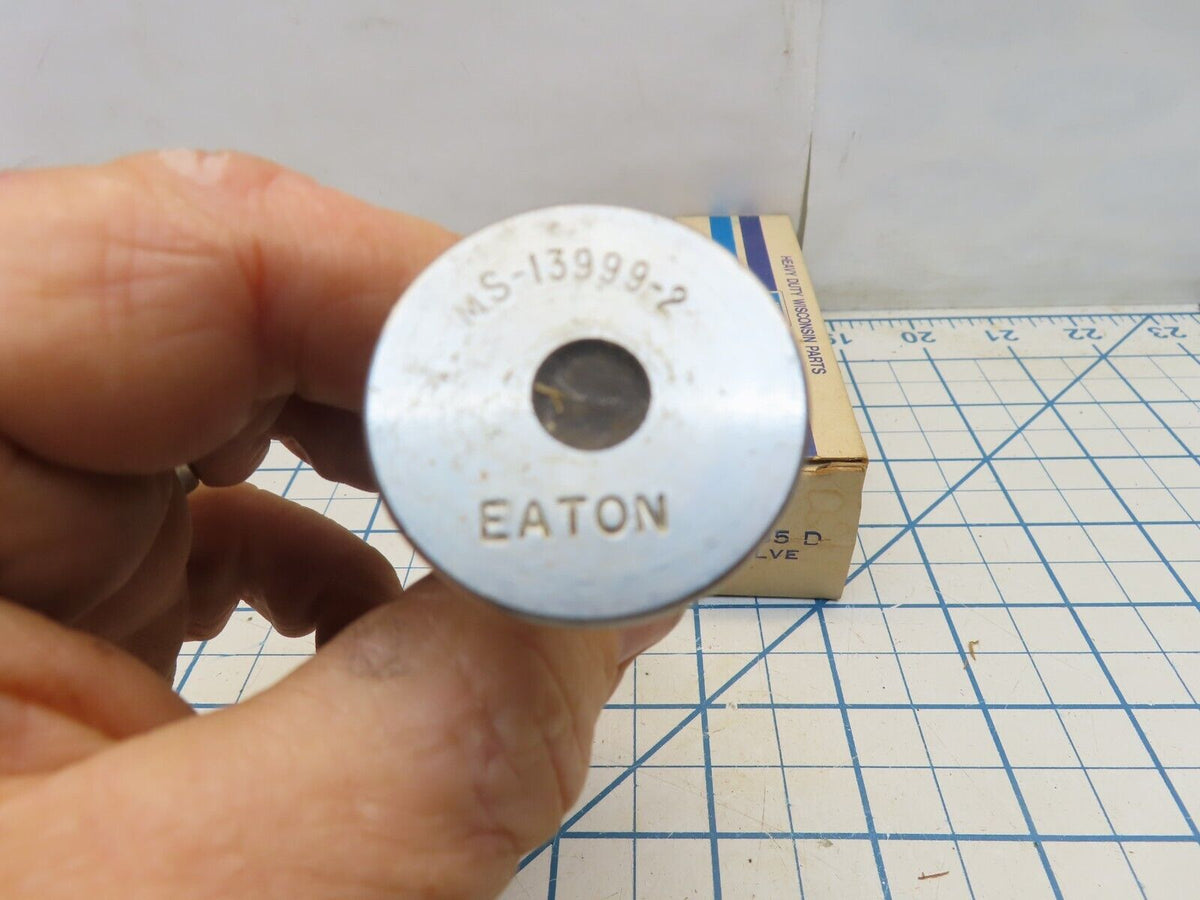 MS-13999-2
EATON
HEAVY DUTY WISCONSIN PARTS
5 D
LVE
19 20 21 22 23